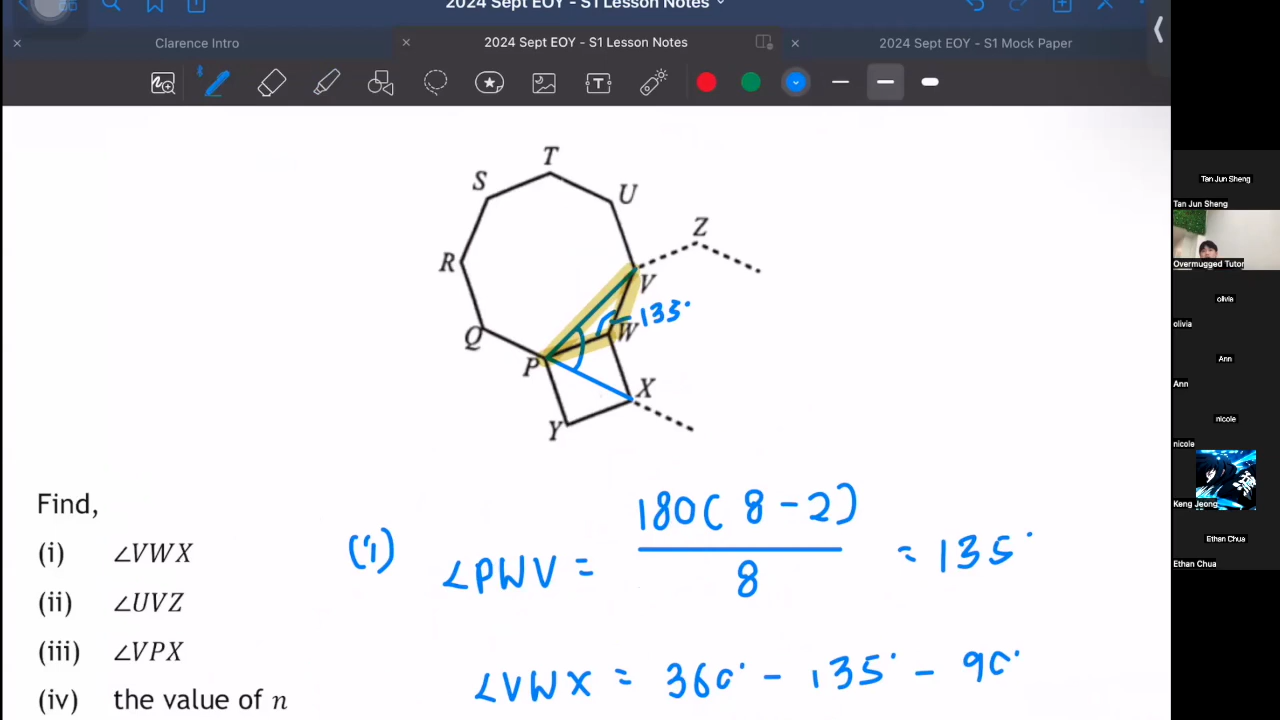 2024 Sept EOY - S1 Lesson Notes
Clarence Intro
2024 Sept EOY - S1 Lesson Notes
2024 Sept EOY - S1 Mock Paper
T
S
U
Z
R
V
135°
Q
W
P
X
Y
Find,
(i) ∠VWX
(ii) ∠UVZ
(iii) ∠VPX
(iv) the value of n
(i) ∠PWV = 180(8-2) / 8 = 135°
∠VWX = 360° - 135° - 90°
Tan Jun Sheng
Tan Jun Sheng
Overmugged Tutor
olivia
olivia
Ann
Ann
nicole
nicole
Keng Jeong
Ethan Chua
Ethan Chua